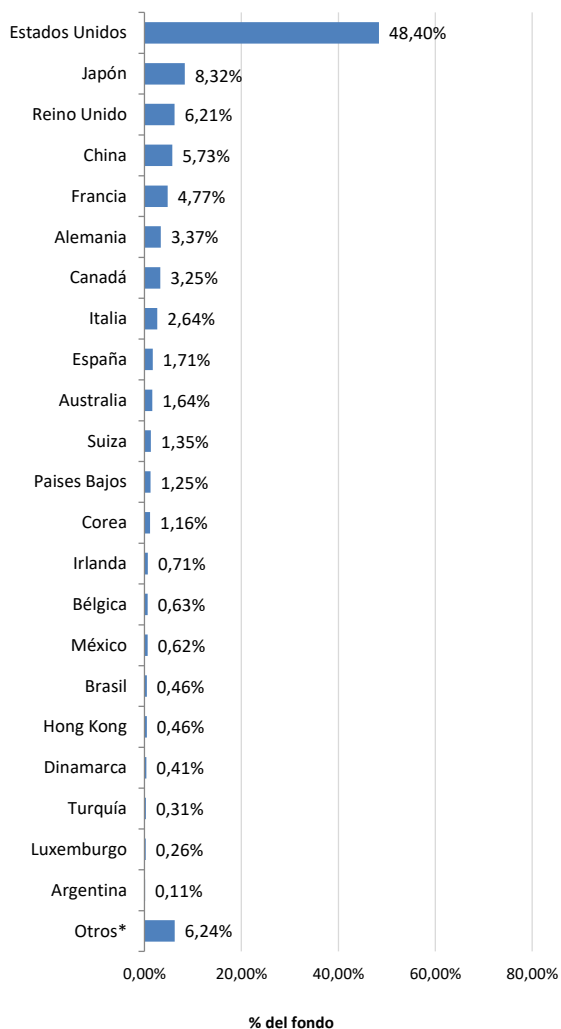 Estados Unidos 48,40%
Japón 8,32%
Reino Unido 6,21%
China 5,73%
Francia 4,77%
Alemania 3,37%
Canadá 3,25%
Italia 2,64%
España 1,71%
Australia 1,64%
Suiza 1,35%
Paises Bajos 1,25%
Corea 1,16%
Irlanda 0,71%
Bélgica 0,63%
México 0,62%
Brasil 0,46%
Hong Kong 0,46%
Dinamarca 0,41%
Turquía 0,31%
Luxemburgo 0,26%
Argentina 0,11%
Otros* 6,24%
0,00% 20,00% 40,00% 60,00% 80,00%
% del fondo